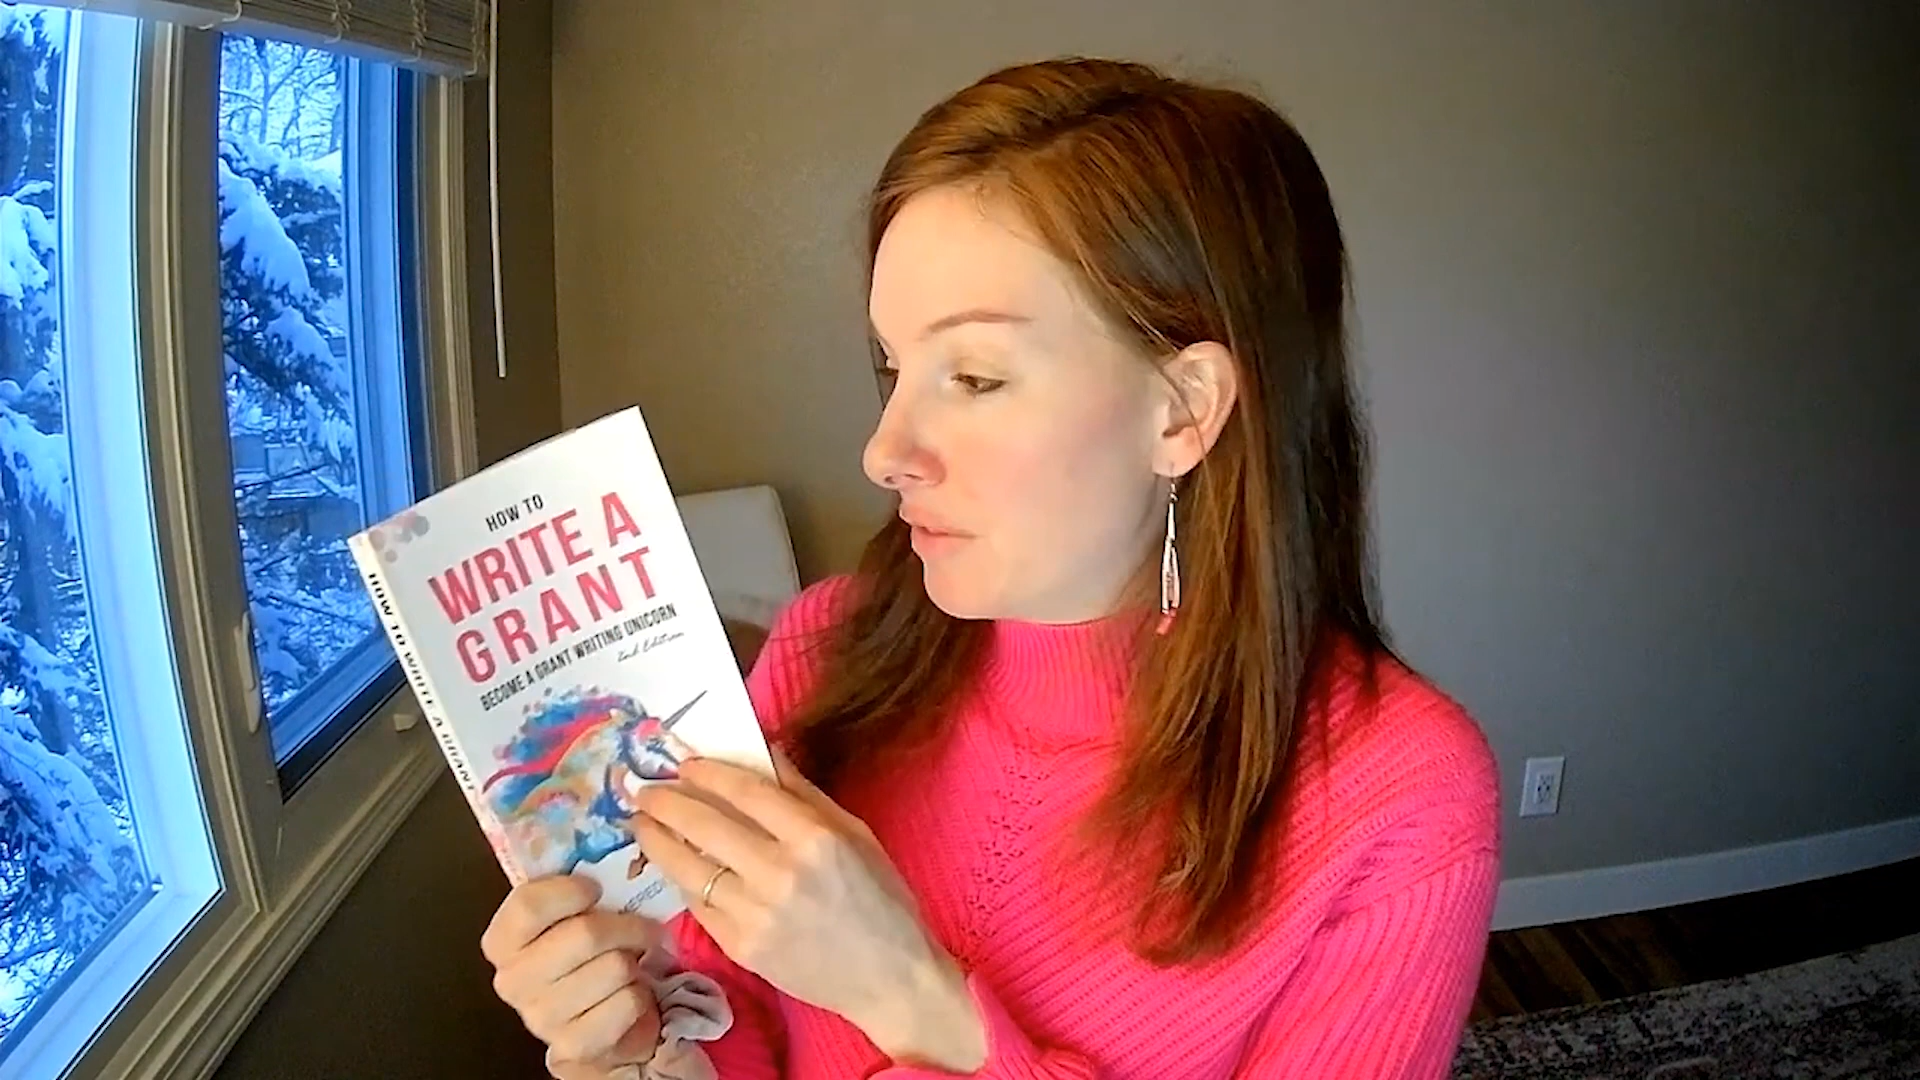 HOW TO
WRITE A
GRANT
BECOME A GRANT WRITING UNICORN
2nd Edition
HOW TO WRITE A GRANT